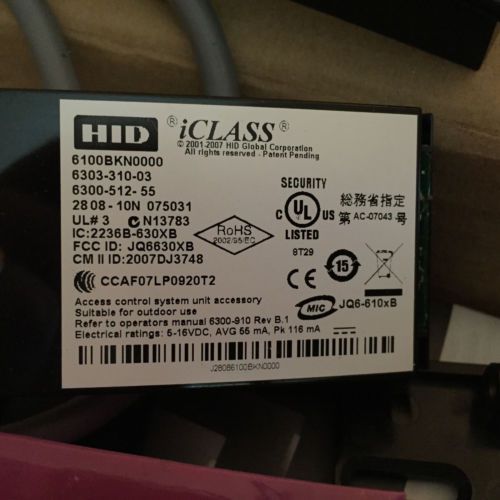 HID ® iCLASS ®
© 2001-2007 HID Global Corporation
All rights reserved - Patent Pending
6100BKN0000
6303-310-03
6300-512- 55
2808-10N 075031
UL# 3 N13783
IC:2236B-630XB
FCC ID: JQ6630XB
CM II ID:2007DJ3748
CCAF07LP0920T2
RoHS
2002/95/EC
SECURITY
C UL US
LISTED
8T29
総務省指定
第 AC-07043 号
15
MIC JQ6-610xB
Access control system unit accessory
Suitable for outdoor use
Refer to operators manual 6300-910 Rev B.1
Electrical ratings: 5-16VDC, AVG 55 mA, Pk 116 mA
J28086100BKN0000